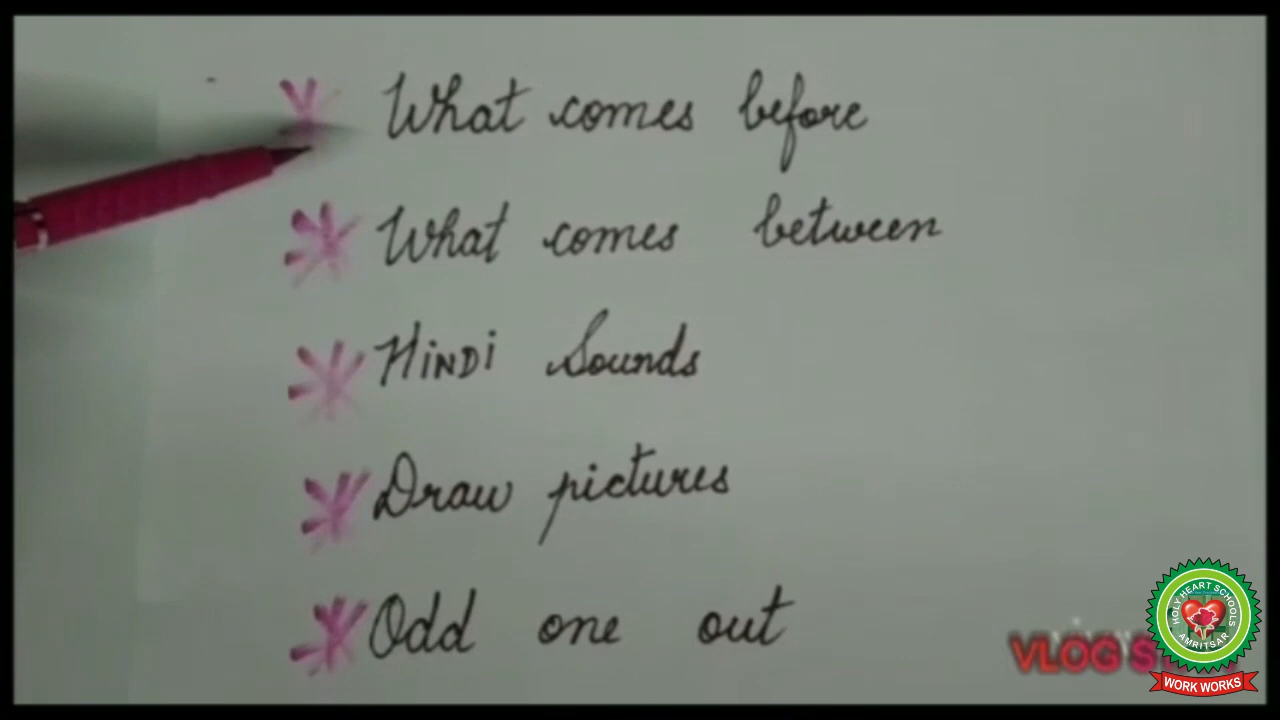 What comes before
What comes between
HiNDi Sounds
Draw pictures
Odd one out
VLOG S
HOLY HEART SCHOOLS
AMRITSAR
WORK WORKS